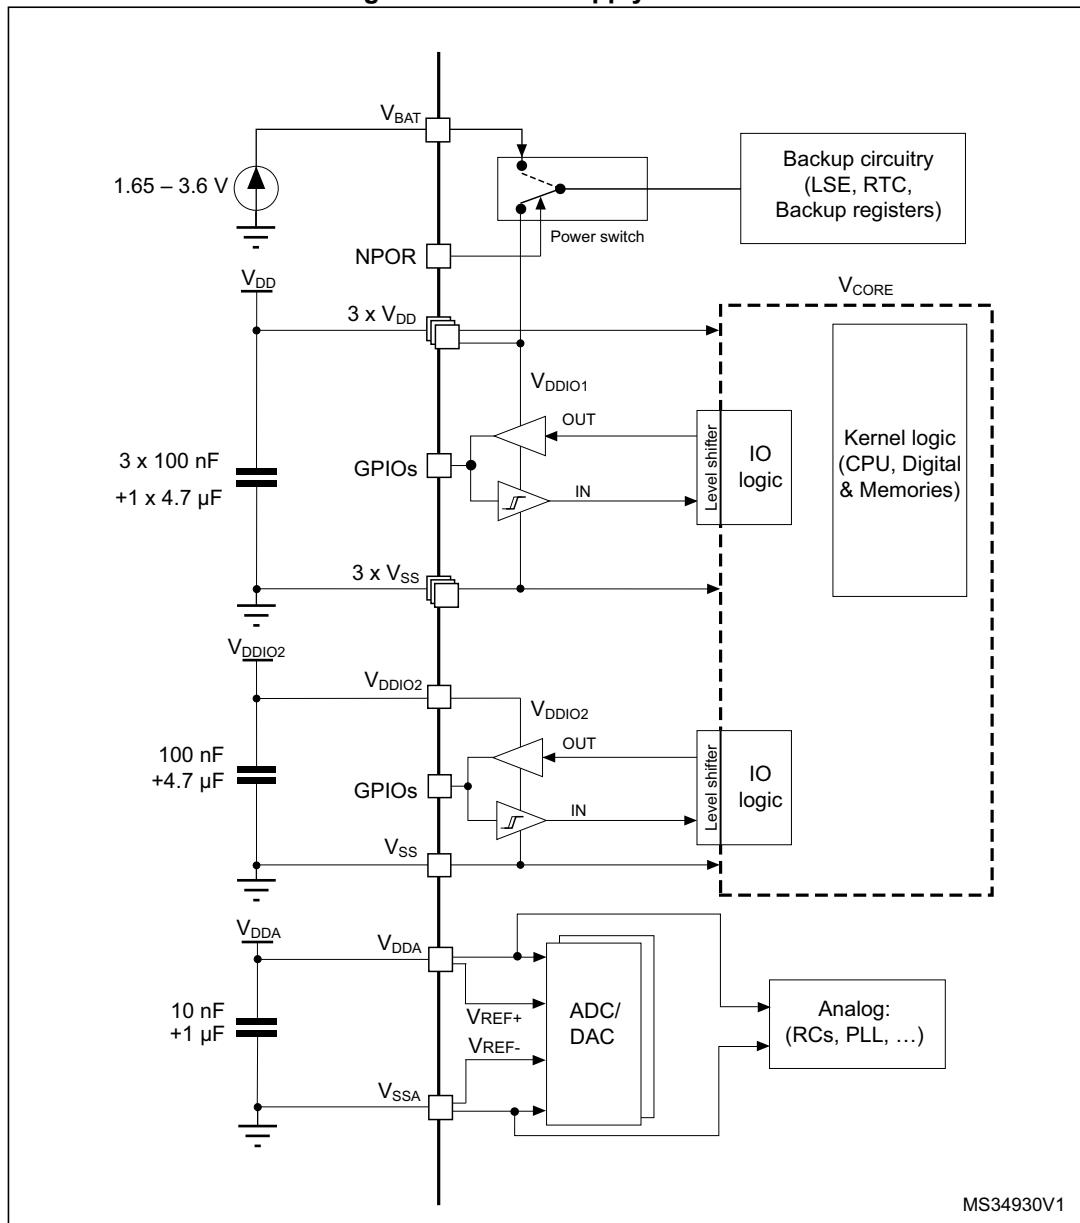 VBAT
1.65 – 3.6 V
Backup circuitry
(LSE, RTC,
Backup registers)
Power switch
NPOR
VDD
3 x VDD
VCORE
VDDIO1
OUT
GPIOs
IN
Level shifter
IO
logic
Kernel logic
(CPU, Digital
& Memories)
3 x 100 nF
+1 x 4.7 µF
3 x VSS
VDDIO2
VDDIO2
VDDIO2
OUT
GPIOs
IN
Level shifter
IO
logic
100 nF
+4.7 µF
VSS
VDDA
VDDA
VREF+
VREF-
ADC/
DAC
Analog:
(RCs, PLL, …)
10 nF
+1 µF
VSSA
MS34930V1